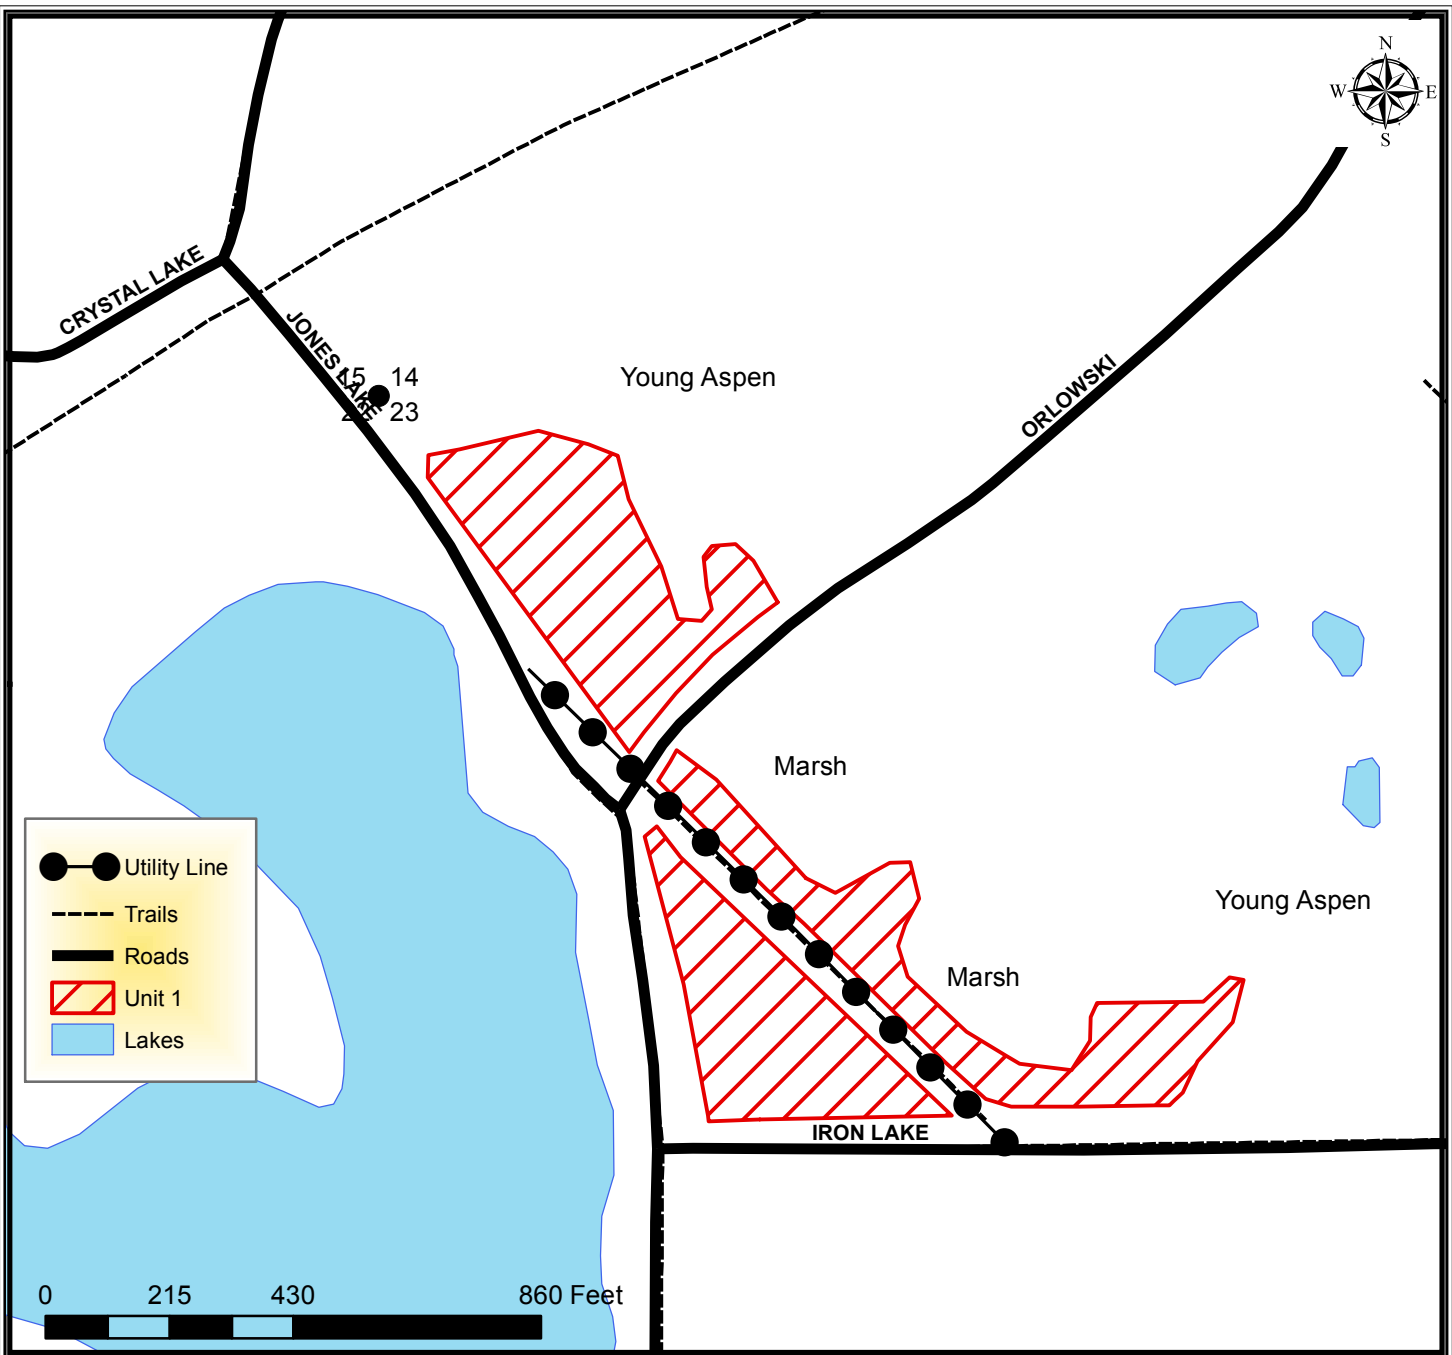 N
W E
S
CRYSTAL LAKE
JONES LAKE
15 14
23
Young Aspen
ORLOWSKI
Marsh
Young Aspen
Marsh
Utility Line
Trails
Roads
Unit 1
Lakes
IRON LAKE
0 215 430 860 Feet